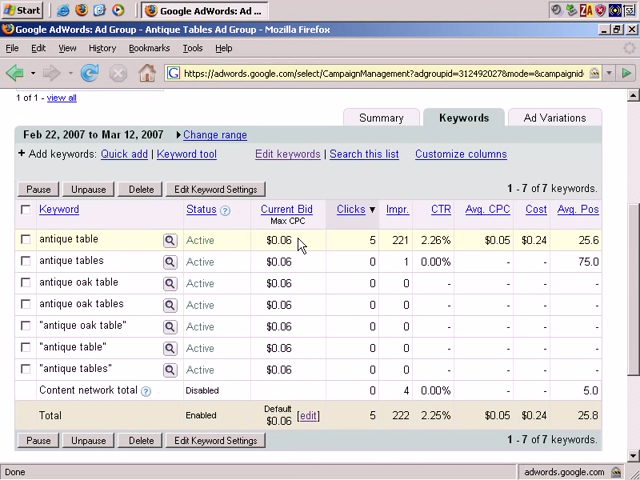 Start
Google AdWords: Ad ...
Google AdWords: Ad Group - Antique Tables Ad Group - Mozilla Firefox
File Edit View History Bookmarks Tools Help
https://adwords.google.com/select/CampaignManagement?adgroupid=312492027&mode=&campaignid
1 of 1 - view all
Summary Keywords Ad Variations
Feb 22, 2007 to Mar 12, 2007 Change range
+ Add keywords: Quick add | Keyword tool Edit keywords | Search this list Customize columns
Pause Unpause Delete Edit Keyword Settings 1 - 7 of 7 keywords.
Keyword Status ? Current Bid Max CPC Clicks ▼ Impr. CTR Avg. CPC Cost Avg. Pos
antique table Active $0.06 5 221 2.26% $0.05 $0.24 25.6
antique tables Active $0.06 0 1 0.00% - - 75.0
antique oak table Active $0.06 0 0 - - - -
antique oak tables Active $0.06 0 0 - - - -
"antique oak table" Active $0.06 0 0 - - - -
"antique table" Active $0.06 0 0 - - - -
"antique tables" Active $0.06 0 0 - - - -
Content network total ? Disabled 0 4 0.00% - - 5.0
Total Enabled Default $0.06 [edit] 5 222 2.25% $0.05 $0.24 25.8
Pause Unpause Delete Edit Keyword Settings 1 - 7 of 7 keywords.
Done adwords.google.com